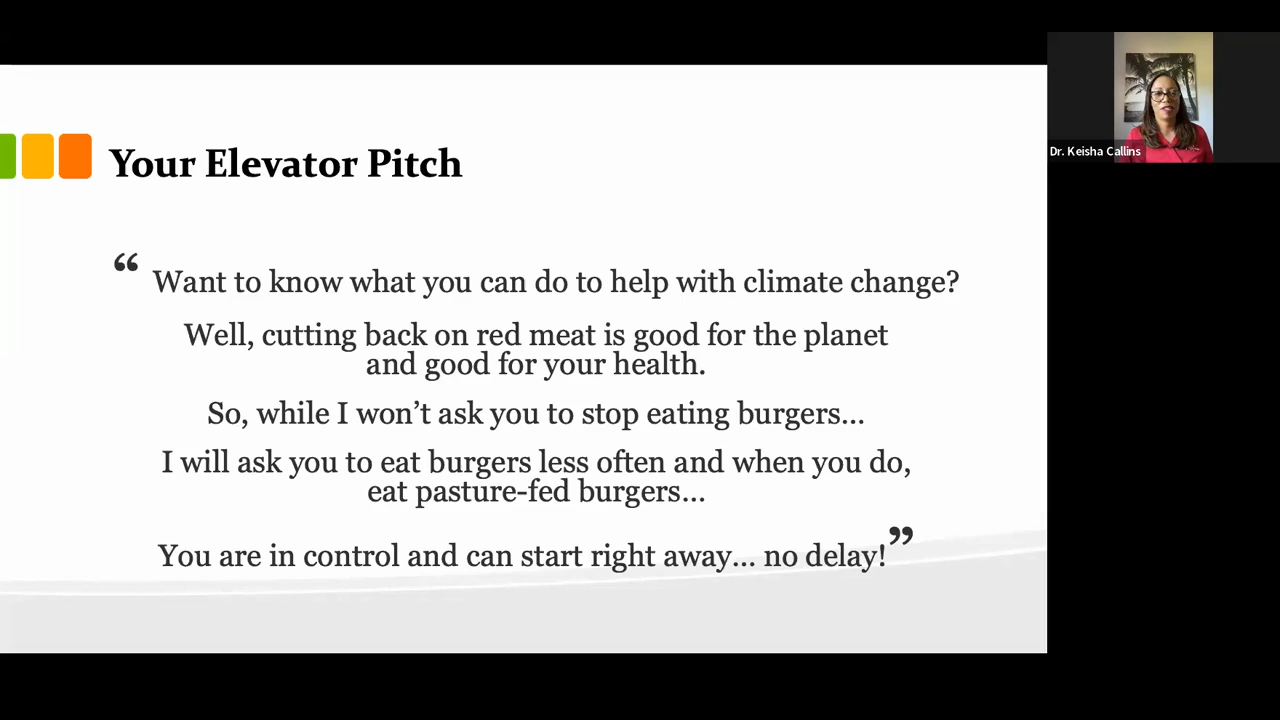 Your Elevator Pitch
“ Want to know what you can do to help with climate change?
Well, cutting back on red meat is good for the planet
and good for your health.
So, while I won’t ask you to stop eating burgers...
I will ask you to eat burgers less often and when you do,
eat pasture-fed burgers...
You are in control and can start right away... no delay!”
Dr. Keisha Callins